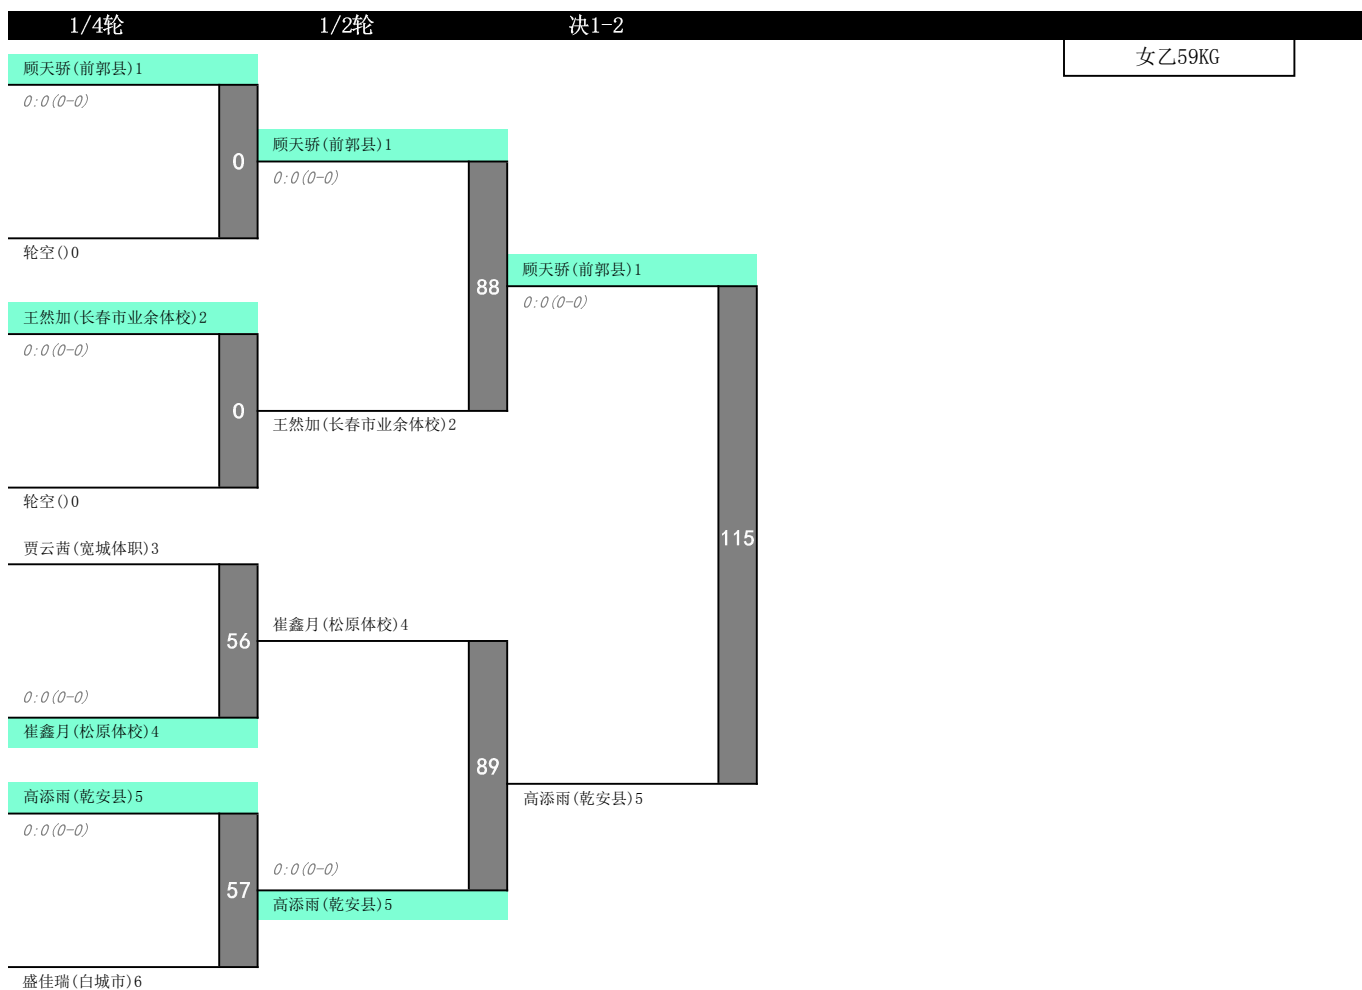 1/4轮
1/2轮
决1-2
女乙59KG
顾天骄(前郭县)1
0:0(0-0)
0
轮空()0
王然加(长春市业余体校)2
0:0(0-0)
0
轮空()0
贾云茜(宽城体职)3
56
0:0(0-0)
崔鑫月(松原体校)4
高添雨(乾安县)5
0:0(0-0)
57
盛佳瑞(白城市)6
顾天骄(前郭县)1
0:0(0-0)
88
王然加(长春市业余体校)2
崔鑫月(松原体校)4
89
0:0(0-0)
高添雨(乾安县)5
顾天骄(前郭县)1
0:0(0-0)
115
高添雨(乾安县)5